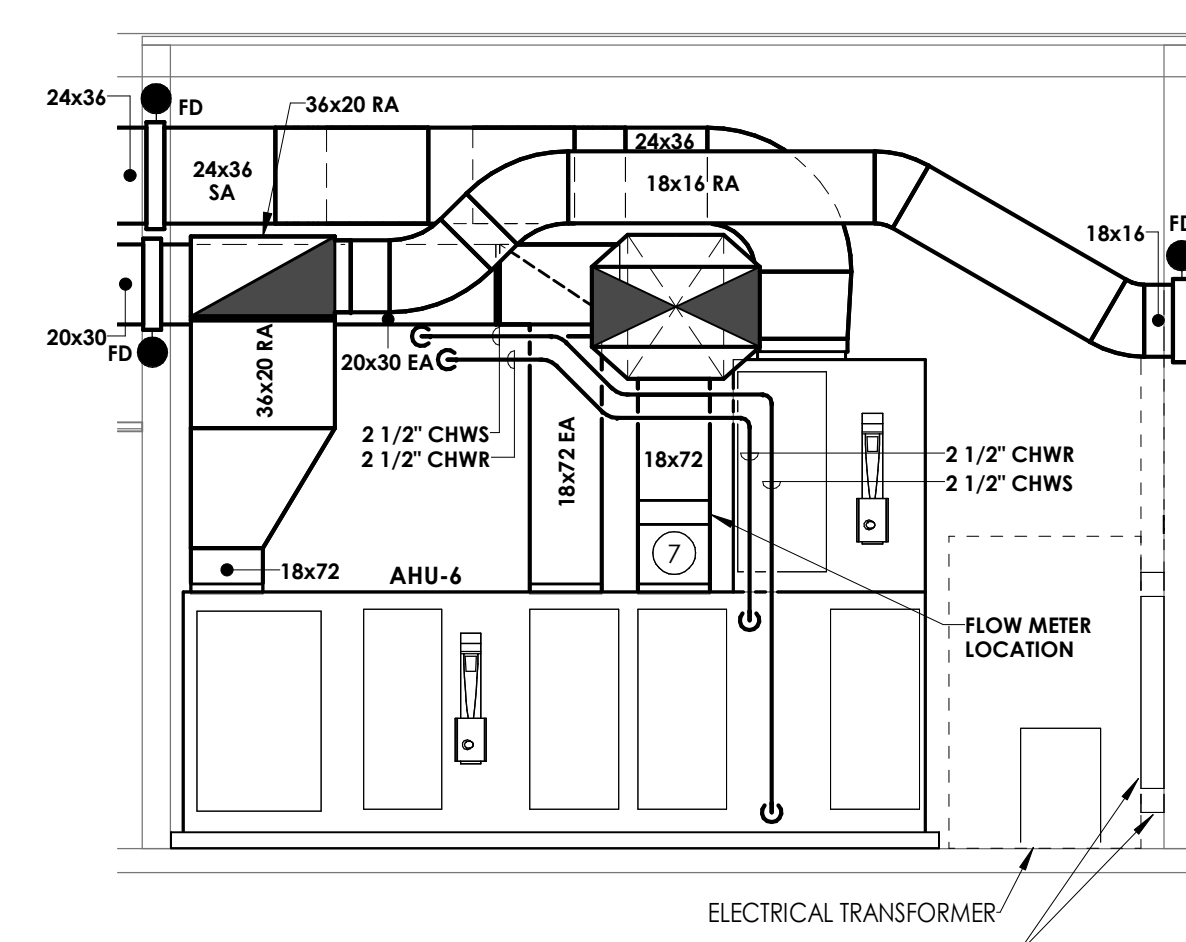 24x36
FD
36x20 RA
24x36
SA
24x36
18x16 RA
FD
18x16
20x30
FD
36x20 RA
20x30 EA
2 1/2" CHWS
2 1/2" CHWR
18x72 EA
18x72
2 1/2" CHWR
2 1/2" CHWS
7
18x72
AHU-6
FLOW METER
LOCATION
ELECTRICAL TRANSFORMER